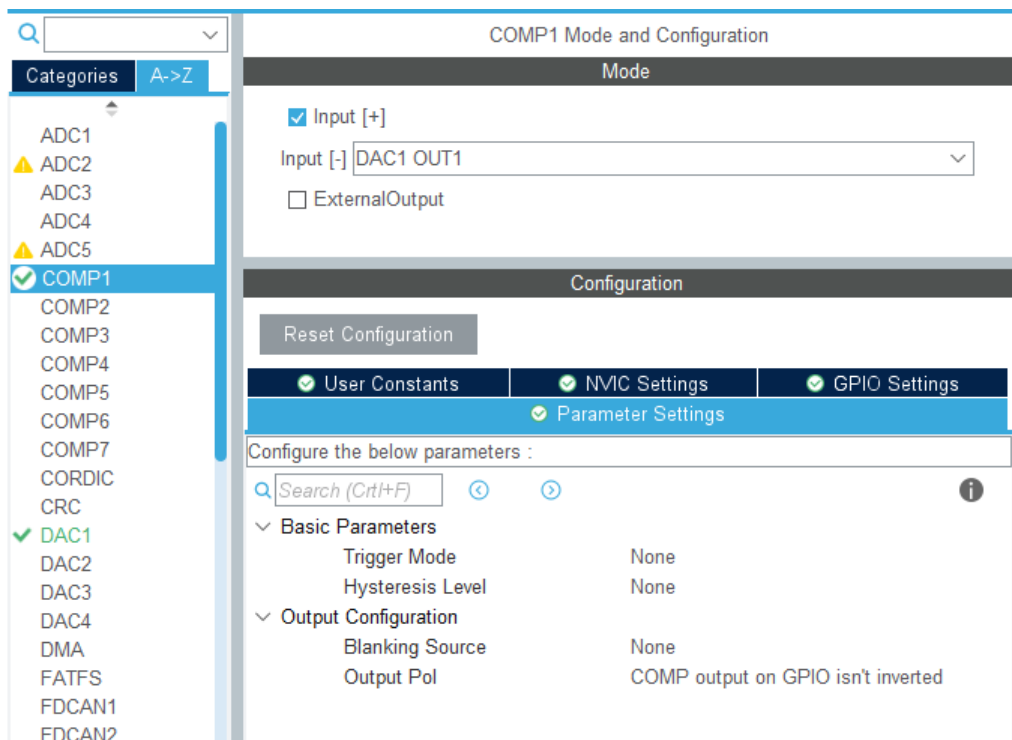 COMP1 Mode and Configuration
Categories
A->Z
ADC1
ADC2
ADC3
ADC4
ADC5
COMP1
COMP2
COMP3
COMP4
COMP5
COMP6
COMP7
CORDIC
CRC
DAC1
DAC2
DAC3
DAC4
DMA
FATFS
FDCAN1
FDCAN2
Mode
Input [+]
Input [-] DAC1 OUT1
ExternalOutput
Configuration
Reset Configuration
User Constants
NVIC Settings
GPIO Settings
Parameter Settings
Configure the below parameters :
Search (Crtl+F)
Basic Parameters
Trigger Mode None
Hysteresis Level None
Output Configuration
Blanking Source None
Output Pol COMP output on GPIO isn't inverted